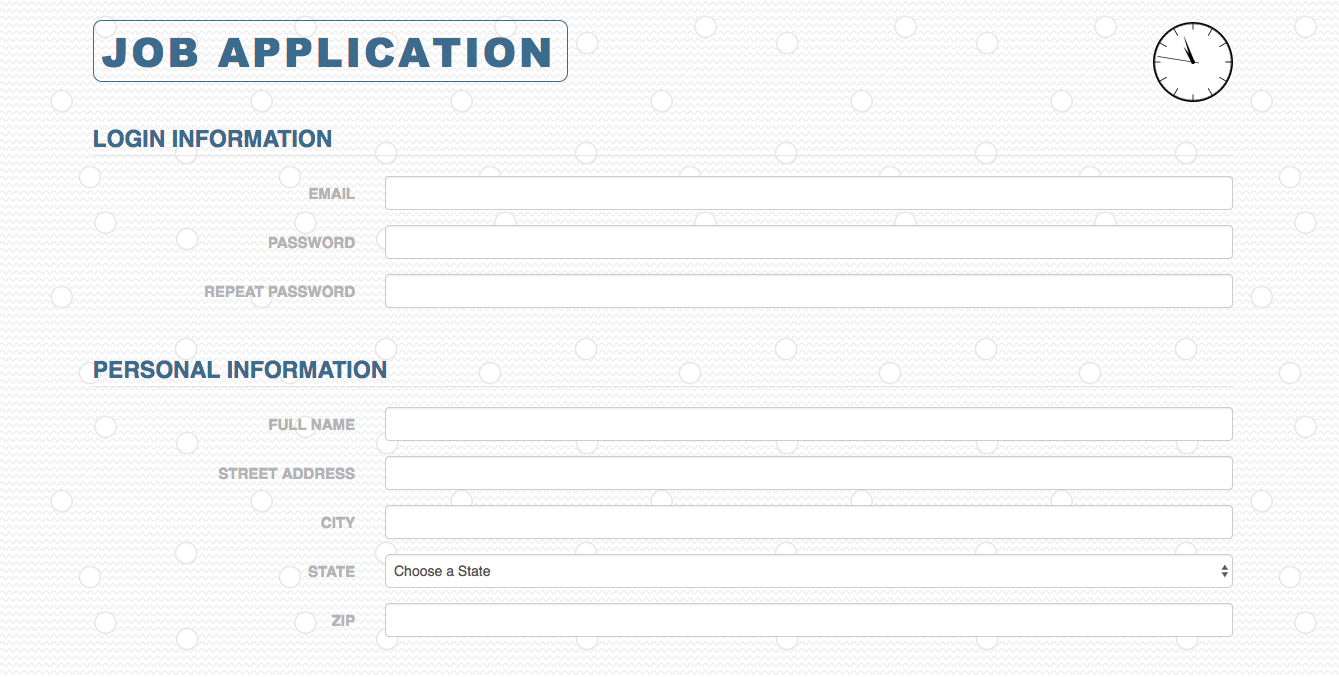 JOB APPLICATION
LOGIN INFORMATION
EMAIL
PASSWORD
REPEAT PASSWORD
PERSONAL INFORMATION
FULL NAME
STREET ADDRESS
CITY
STATE Choose a State
ZIP